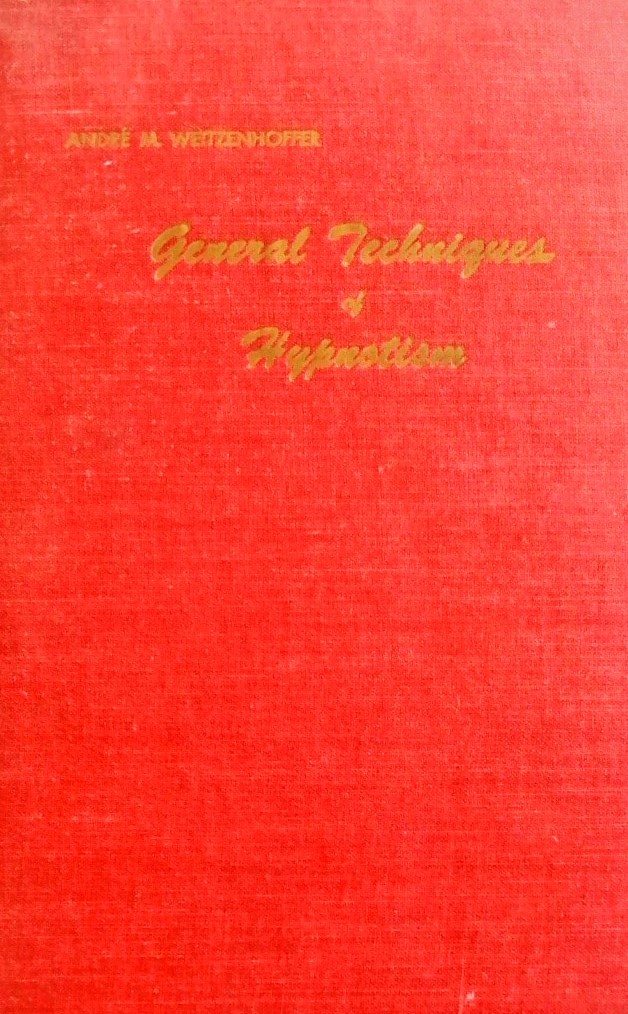 ANDRÉ M. WEITZENHOFFER
General Techniques
of
Hypnotism